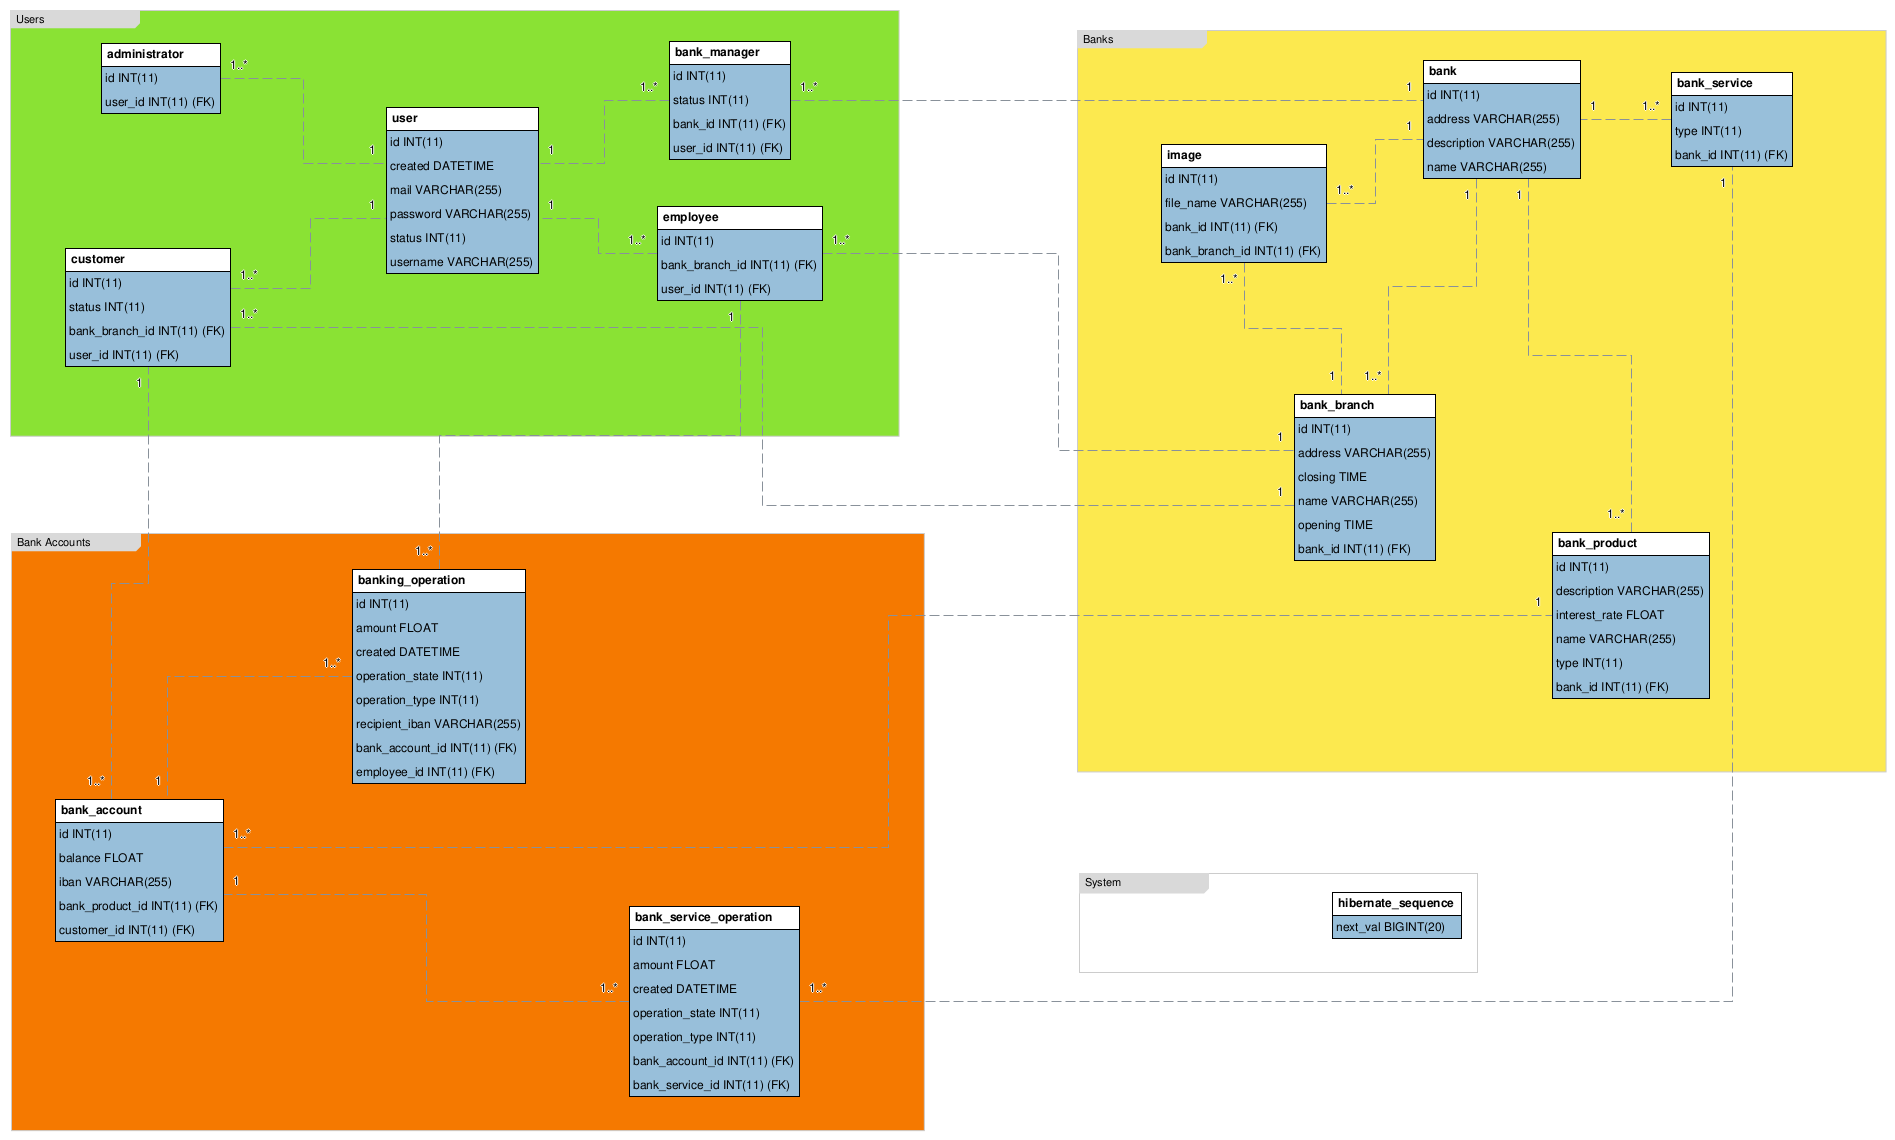 Users
administrator
id INT(11)
user_id INT(11) (FK)
1..*
1
user
id INT(11)
created DATETIME
mail VARCHAR(255)
password VARCHAR(255)
status INT(11)
username VARCHAR(255)
1
1
1
bank_manager
id INT(11)
status INT(11)
bank_id INT(11) (FK)
user_id INT(11) (FK)
1..*
1..*
employee
id INT(11)
bank_branch_id INT(11) (FK)
user_id INT(11) (FK)
1..*
1..*
1
customer
id INT(11)
status INT(11)
bank_branch_id INT(11) (FK)
user_id INT(11) (FK)
1..*
1..*
1
Banks
bank
id INT(11)
address VARCHAR(255)
description VARCHAR(255)
name VARCHAR(255)
1
1
1
1
1
bank_service
id INT(11)
type INT(11)
bank_id INT(11) (FK)
1..*
1
image
id INT(11)
file_name VARCHAR(255)
bank_id INT(11) (FK)
bank_branch_id INT(11) (FK)
1..*
1..*
1
1..*
bank_branch
id INT(11)
address VARCHAR(255)
closing TIME
name VARCHAR(255)
opening TIME
bank_id INT(11) (FK)
1
1
1..*
bank_product
id INT(11)
description VARCHAR(255)
interest_rate FLOAT
name VARCHAR(255)
type INT(11)
bank_id INT(11) (FK)
1
Bank Accounts
1..*
banking_operation
id INT(11)
amount FLOAT
created DATETIME
operation_state INT(11)
operation_type INT(11)
recipient_iban VARCHAR(255)
bank_account_id INT(11) (FK)
employee_id INT(11) (FK)
1..*
1..*
1
bank_account
id INT(11)
balance FLOAT
iban VARCHAR(255)
bank_product_id INT(11) (FK)
customer_id INT(11) (FK)
1..*
1
bank_service_operation
id INT(11)
amount FLOAT
created DATETIME
operation_state INT(11)
operation_type INT(11)
bank_account_id INT(11) (FK)
bank_service_id INT(11) (FK)
1..*
1..*
System
hibernate_sequence
next_val BIGINT(20)